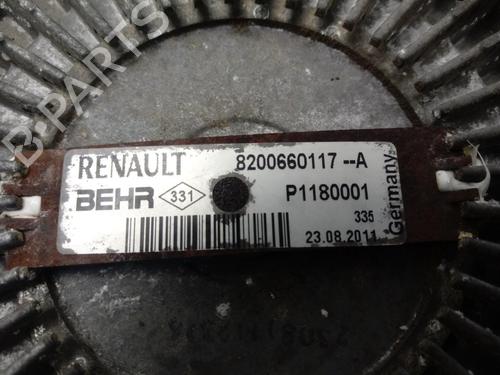 RENAULT 8200660117--A
BEHR 331 P1180001
335
23.08.2011
Germany
B-PARTS